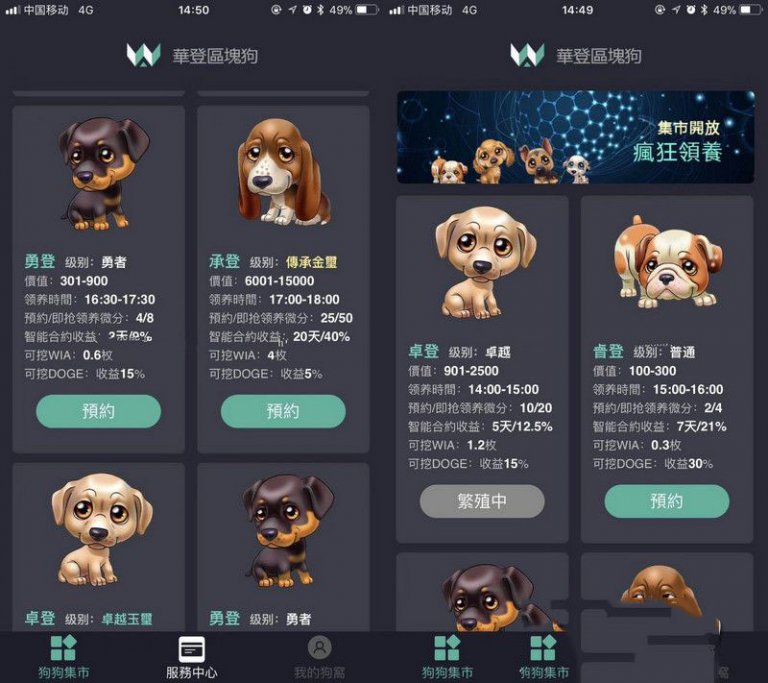 中国移动 4G 14:50 49%
華登區塊狗
勇登 级别：勇者
價值：301-900
领养時間：16:30-17:30
預約/即抢领养微分：4/8
智能合約收益：
可挖WIA：0.6枚
可挖DOGE：收益15%
預約
承登 级别：傳承金璽
價值：6001-15000
领养時間：17:00-18:00
預約/即抢领养微分：25/50
智能合約收益：20天/40%
可挖WIA：4枚
可挖DOGE：收益5%
預約
卓登 级别：卓越玉璽
勇登 级别：勇者
狗狗集市
服務中心
我的狗窩
中国移动 4G 14:49 49%
華登區塊狗
集市開放
瘋狂領養
卓登 级别：卓越
價值：901-2500
领养時間：14:00-15:00
預約/即抢领养微分：10/20
智能合約收益：5天/12.5%
可挖WIA：1.2枚
可挖DOGE：收益15%
繁殖中
睿登 级别：普通
價值：100-300
领养時間：15:00-16:00
預約/即抢领养微分：2/4
智能合約收益：7天/21%
可挖WIA：0.3枚
可挖DOGE：收益30%
預約
狗狗集市
狗狗集市
窩